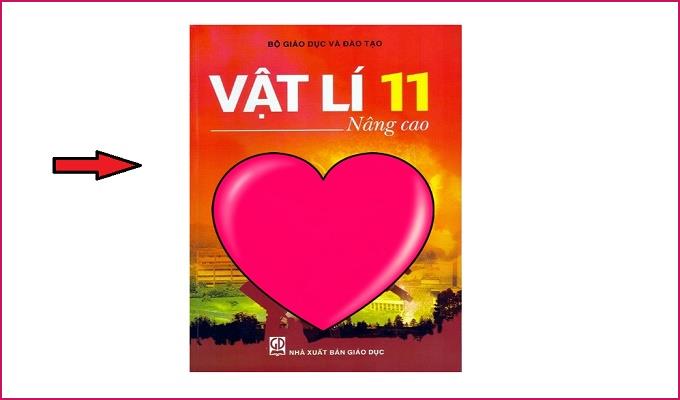 BỘ GIÁO DỤC VÀ ĐÀO TẠO
VẬT LÍ 11
Nâng cao
GD
NHÀ XUẤT BẢN GIÁO DỤC